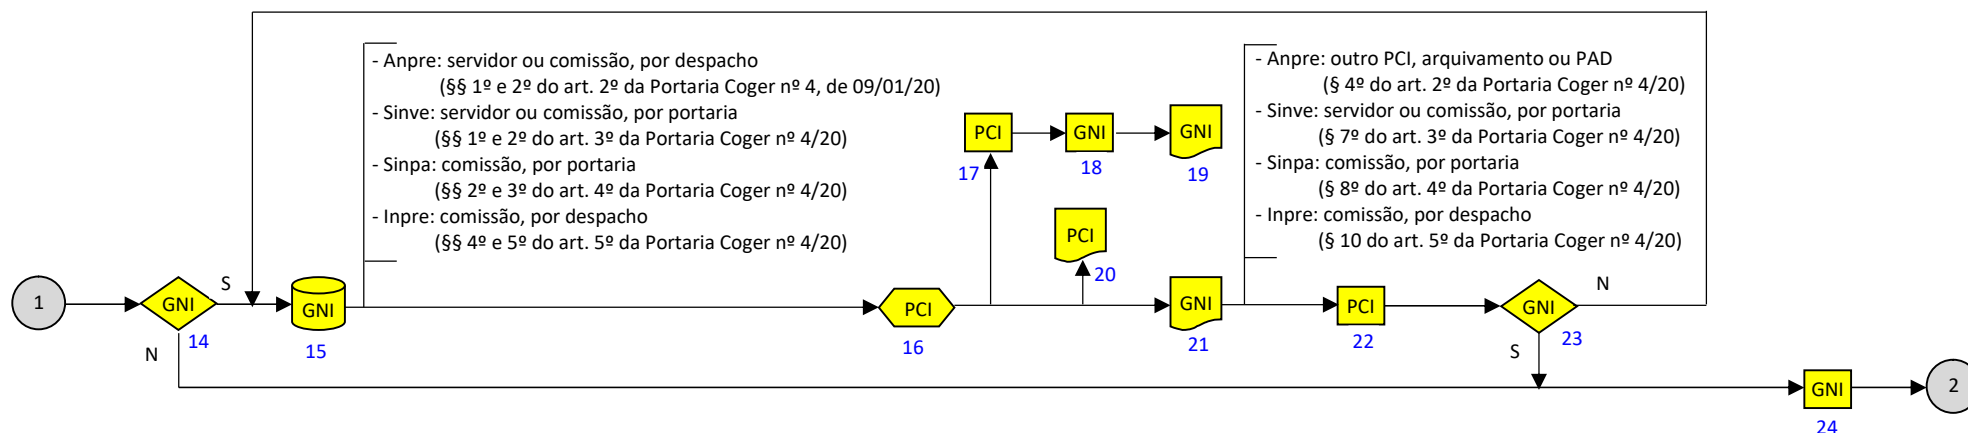 - Anpre: servidor ou comissão, por despacho
(§§ 1º e 2º do art. 2º da Portaria Coger nº 4, de 09/01/20)
- Sinve: servidor ou comissão, por portaria
(§§ 1º e 2º do art. 3º da Portaria Coger nº 4/20)
- Sinpa: comissão, por portaria
(§§ 2º e 3º do art. 4º da Portaria Coger nº 4/20)
- Inpre: comissão, por despacho
(§§ 4º e 5º do art. 5º da Portaria Coger nº 4/20)
- Anpre: outro PCI, arquivamento ou PAD
(§ 4º do art. 2º da Portaria Coger nº 4/20)
- Sinve: servidor ou comissão, por portaria
(§ 7º do art. 3º da Portaria Coger nº 4/20)
- Sinpa: comissão, por portaria
(§ 8º do art. 4º da Portaria Coger nº 4/20)
- Inpre: comissão, por despacho
(§ 10 do art. 5º da Portaria Coger nº 4/20)
PCI
17
GNI
18
GNI
19
PCI
20
1
GNI
14
S
N
GNI
15
PCI
16
GNI
21
PCI
22
GNI
23
N
S
GNI
24
2